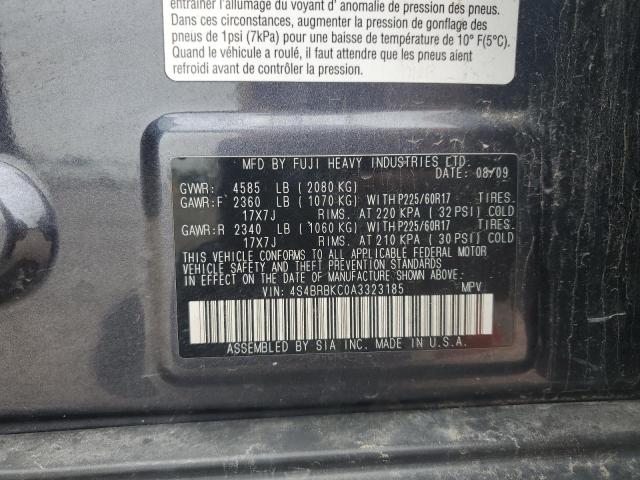 entraîner l'allumage du voyant d' anomalie de pression des pneus.
Dans ces circonstances, augmenter la pression de gonflage des
pneus de 1psi (7kPa) pour une baisse de température de 10° F(5°C).
Quand le véhicule a roulé, il faut attendre que les pneus aient
refroidi avant de contrôler la pression.
MFD BY FUJI HEAVY INDUSTRIES LTD.
DATE: 08/09
GVWR: 4585 LB ( 2080 KG)
GAWR:F 2360 LB ( 1070 KG) WITH P225/60R17 TIRES.
17X7J RIMS. AT 220 KPA ( 32 PSI) COLD
GAWR:R 2340 LB ( 1060 KG) WITH P225/60R17 TIRES.
17X7J RIMS. AT 210 KPA ( 30 PSI) COLD
THIS VEHICLE CONFORMS TO ALL APPLICABLE FEDERAL MOTOR
VEHICLE SAFETY AND THEFT PREVENTION STANDARDS
IN EFFECT ON THE DATE OF MANUFACTURE SHOWN ABOVE.
VIN: 4S4BRBKC0A3323185 MPV
ASSEMBLED BY SIA INC. MADE IN U.S.A.